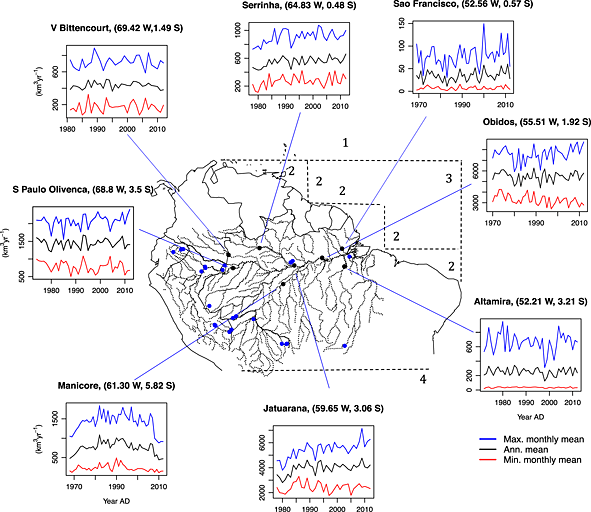 Serrinha, (64.83 W, 0.48 S)
Sao Francisco, (52.56 W, 0.57 S)
V Bittencourt, (69.42 W,1.49 S)
(km³yr⁻¹)
600
200
1981 1990 2000 2010
1000
600
200
1980 1990 2000 2010
150
100
50
0
1970 1980 1990 2000 2010
Obidos, (55.51 W, 1.92 S)
6000
3000
1970 1980 1990 2000 2010
1
2
2
3
2
2
2
4
S Paulo Olivenca, (68.8 W, 3.5 S)
(km³yr⁻¹)
1500
500
1980 1990 2000 2010
Altamira, (52.21 W, 3.21 S)
800
400
0
1980 1990 2000 2010
Year AD
Manicore, (61.30 W, 5.82 S)
(km³yr⁻¹)
1500
500
1970 1980 1990 2000 2010
Year AD
Jatuarana, (59.65 W, 3.06 S)
6000
4000
2000
1980 1990 2000 2010
Max. monthly mean
Ann. mean
Min. monthly mean